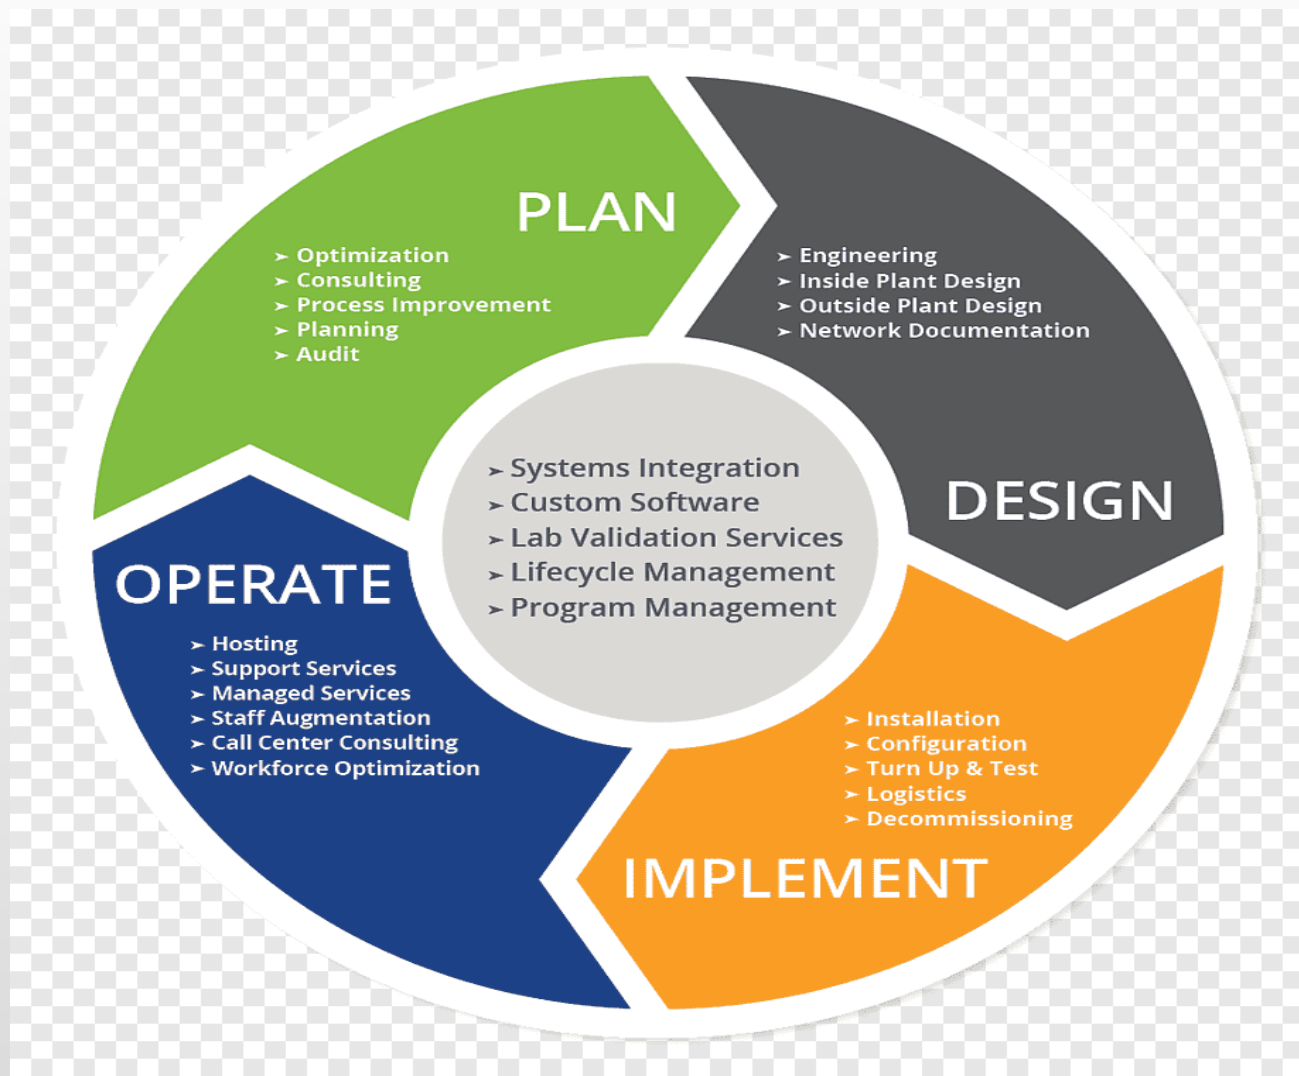 PLAN
➢ Optimization
➢ Consulting
➢ Process Improvement
➢ Planning
➢ Audit
➢ Engineering
➢ Inside Plant Design
➢ Outside Plant Design
➢ Network Documentation
DESIGN
➢ Systems Integration
➢ Custom Software
➢ Lab Validation Services
➢ Lifecycle Management
➢ Program Management
OPERATE
➢ Hosting
➢ Support Services
➢ Managed Services
➢ Staff Augmentation
➢ Call Center Consulting
➢ Workforce Optimization
➢ Installation
➢ Configuration
➢ Turn Up & Test
➢ Logistics
➢ Decommissioning
IMPLEMENT